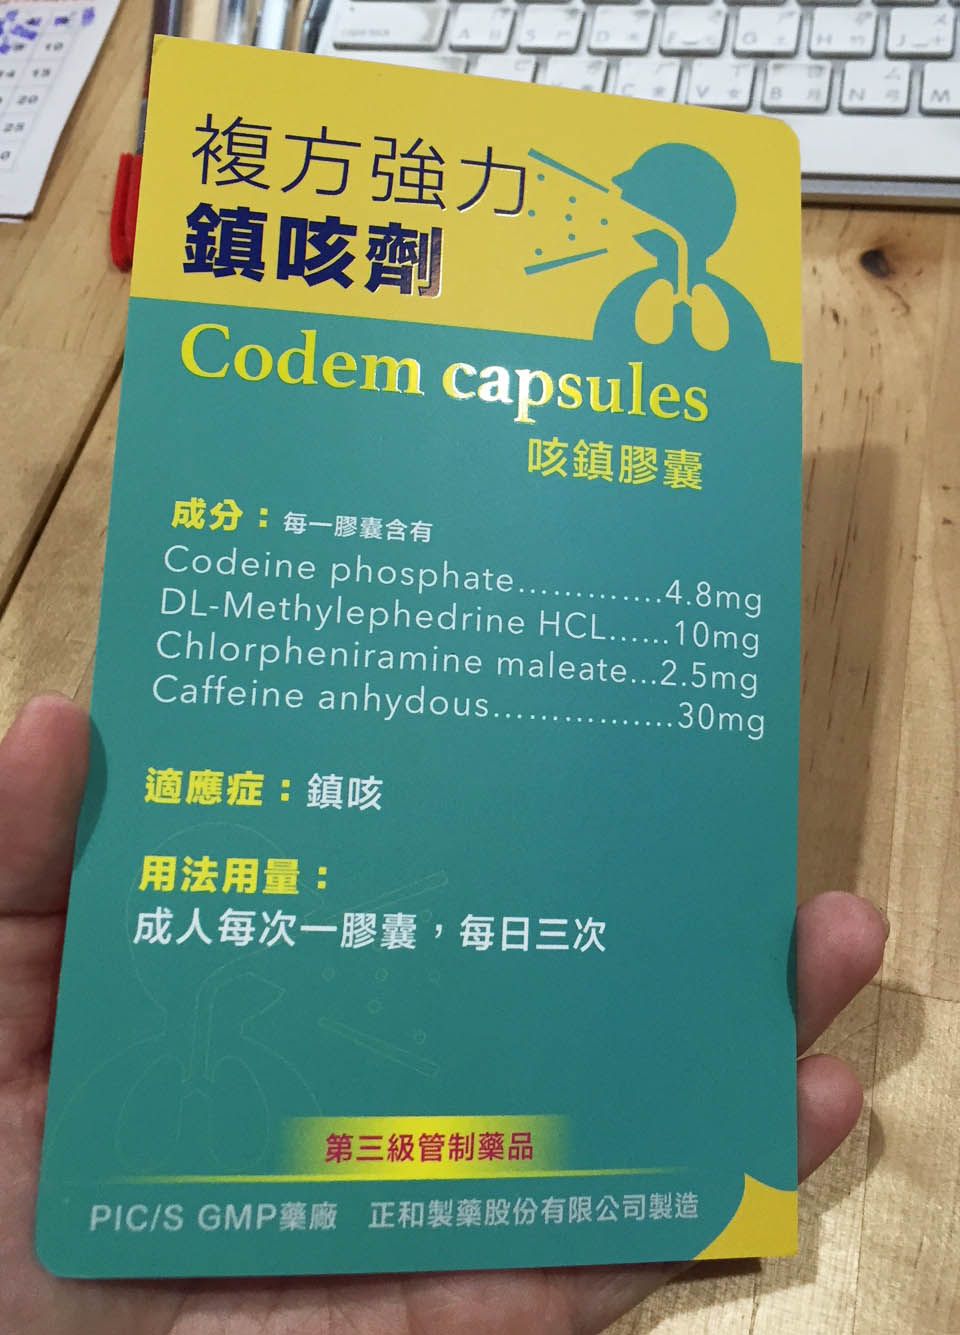 複方強力
鎮咳劑
Codem capsules
咳鎮膠囊
成分：每一膠囊含有
Codeine phosphate..............4.8mg
DL-Methylephedrine HCL......10mg
Chlorpheniramine maleate...2.5mg
Caffeine anhydous.................30mg
適應症：鎮咳
用法用量：
成人每次一膠囊，每日三次
第三級管制藥品
PIC/S GMP藥廠 正和製藥股份有限公司製造